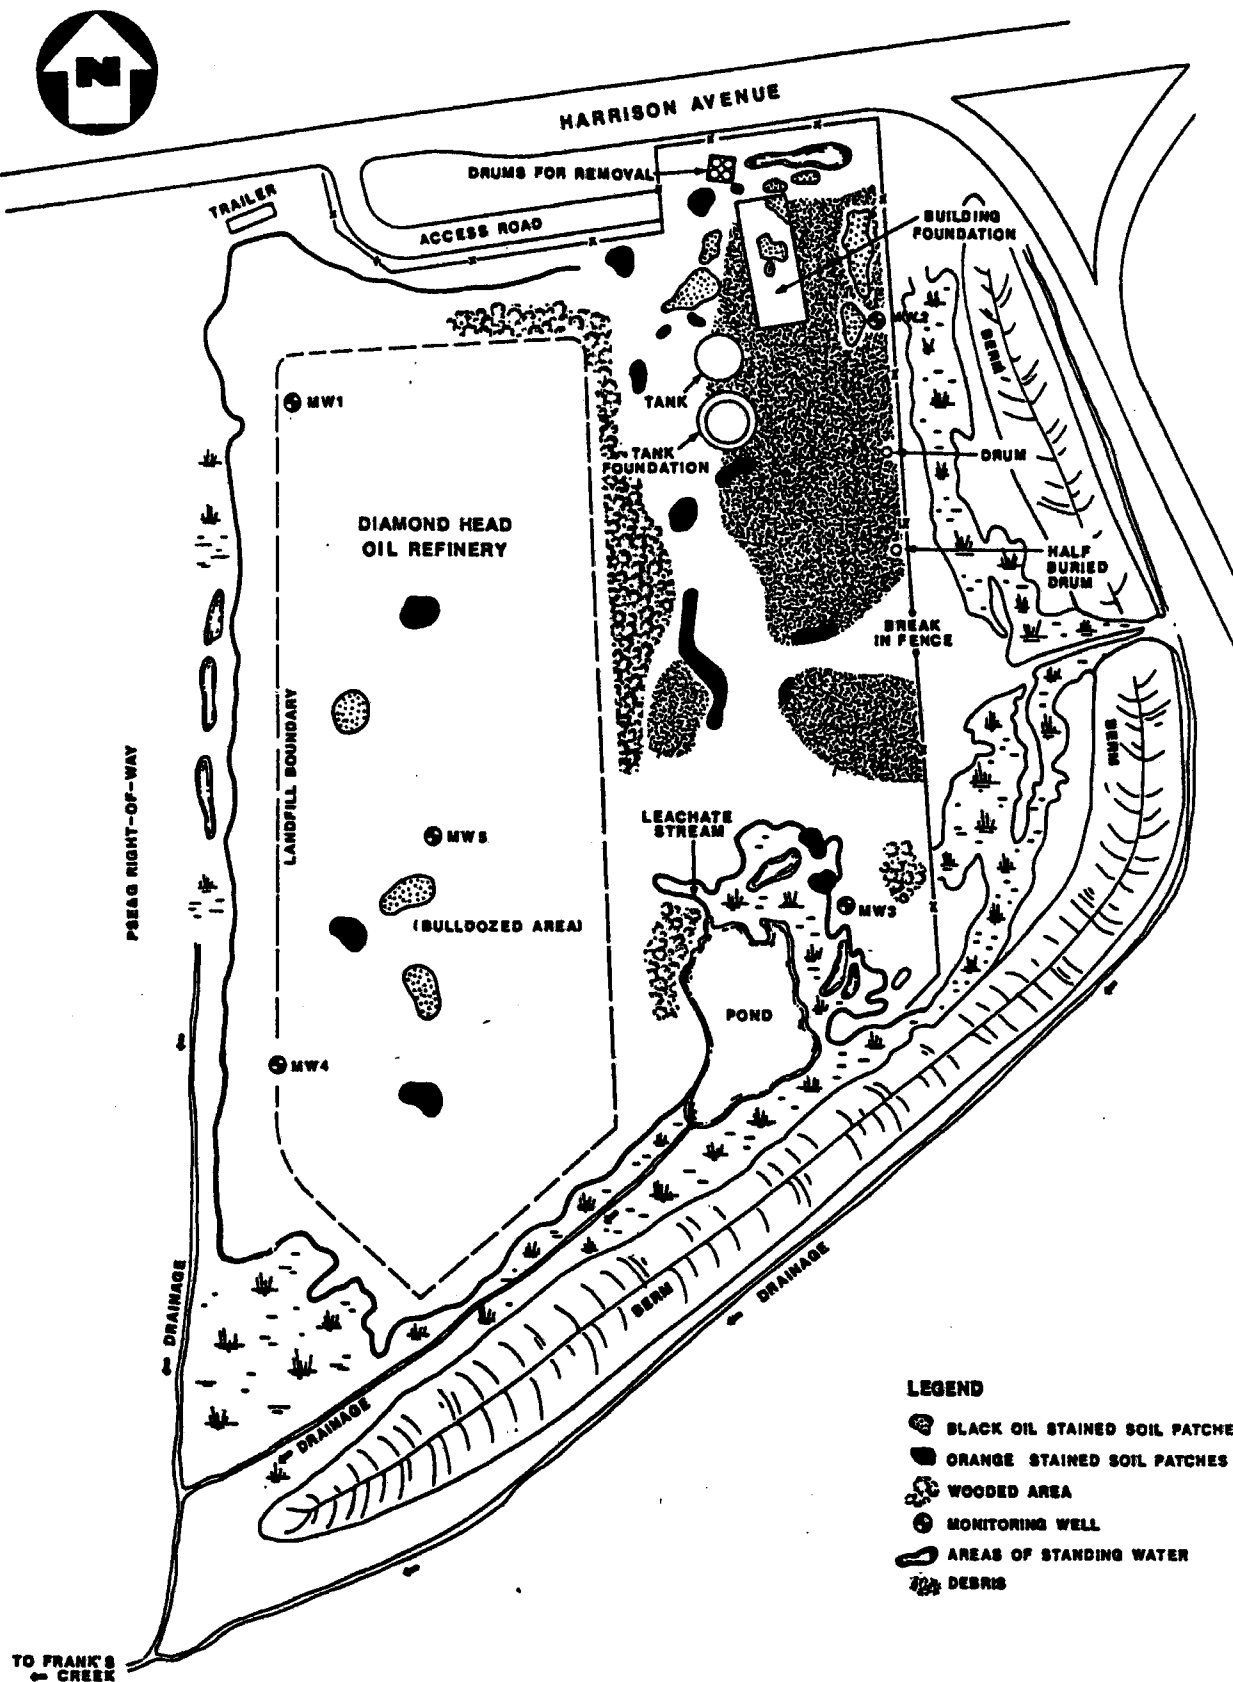 N
HARRISON AVENUE
DRUMS FOR REMOVAL
TRAILER
ACCESS ROAD
BUILDING
FOUNDATION
MW2
BERM
MW1
TANK
TANK
FOUNDATION
DRUM
DIAMOND HEAD
OIL REFINERY
HALF
BURIED
DRUM
BREAK
IN FENCE
LANDFILL BOUNDARY
PSE&G RIGHT-OF-WAY
BERM
LEACHATE
STREAM
MW5
(BULLDOZED AREA)
MW3
POND
MW4
DRAINAGE
BERM
DRAINAGE
DRAINAGE
LEGEND
BLACK OIL STAINED SOIL PATCHE
ORANGE STAINED SOIL PATCHES
WOODED AREA
MONITORING WELL
AREAS OF STANDING WATER
DEBRIS
TO FRANK'S
CREEK